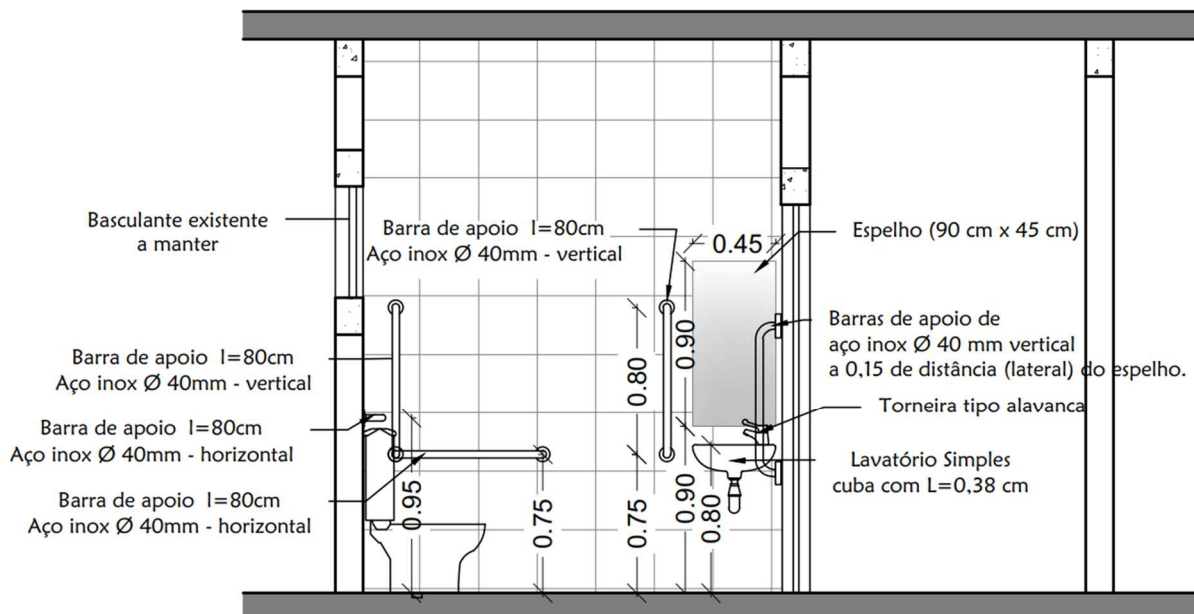 Basculante existente
a manter
Barra de apoio l=80cm
Aço inox Ø 40mm - vertical
0.45
Espelho (90 cm x 45 cm)
Barra de apoio l=80cm
Aço inox Ø 40mm - vertical
0.80
0.90
Barras de apoio de
aço inox Ø 40 mm vertical
a 0,15 de distância (lateral) do espelho.
Barra de apoio l=80cm
Aço inox Ø 40mm - horizontal
Torneira tipo alavanca
Barra de apoio l=80cm
Aço inox Ø 40mm - horizontal
0.95
0.75
0.75
0.90
0.80
Lavatório Simples
cuba com L=0,38 cm